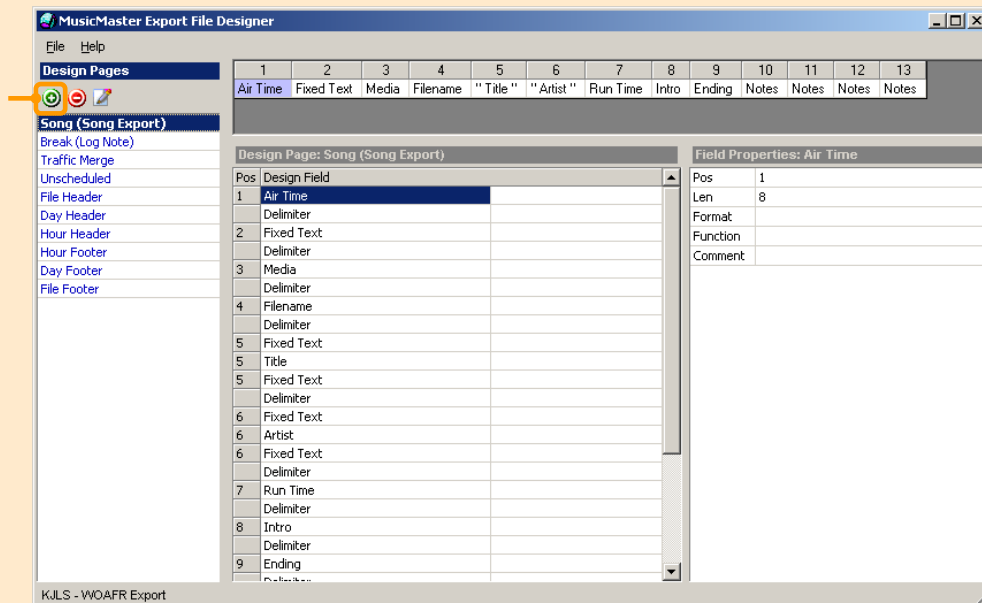 MusicMaster Export File Designer
File Help
Design Pages
1 2 3 4 5 6 7 8 9 10 11 12 13
Air Time Fixed Text Media Filename " Title " " Artist " Run Time Intro Ending Notes Notes Notes Notes
Song (Song Export)
Break (Log Note)
Traffic Merge
Unscheduled
File Header
Day Header
Hour Header
Hour Footer
Day Footer
File Footer
Design Page: Song (Song Export)
Pos Design Field
1 Air Time
Delimiter
2 Fixed Text
Delimiter
3 Media
Delimiter
4 Filename
Delimiter
5 Fixed Text
5 Title
5 Fixed Text
Delimiter
6 Fixed Text
6 Artist
6 Fixed Text
Delimiter
7 Run Time
Delimiter
8 Intro
Delimiter
9 Ending
Delimiter
Field Properties: Air Time
Pos 1
Len 8
Format
Function
Comment
KJLS - WOAFR Export